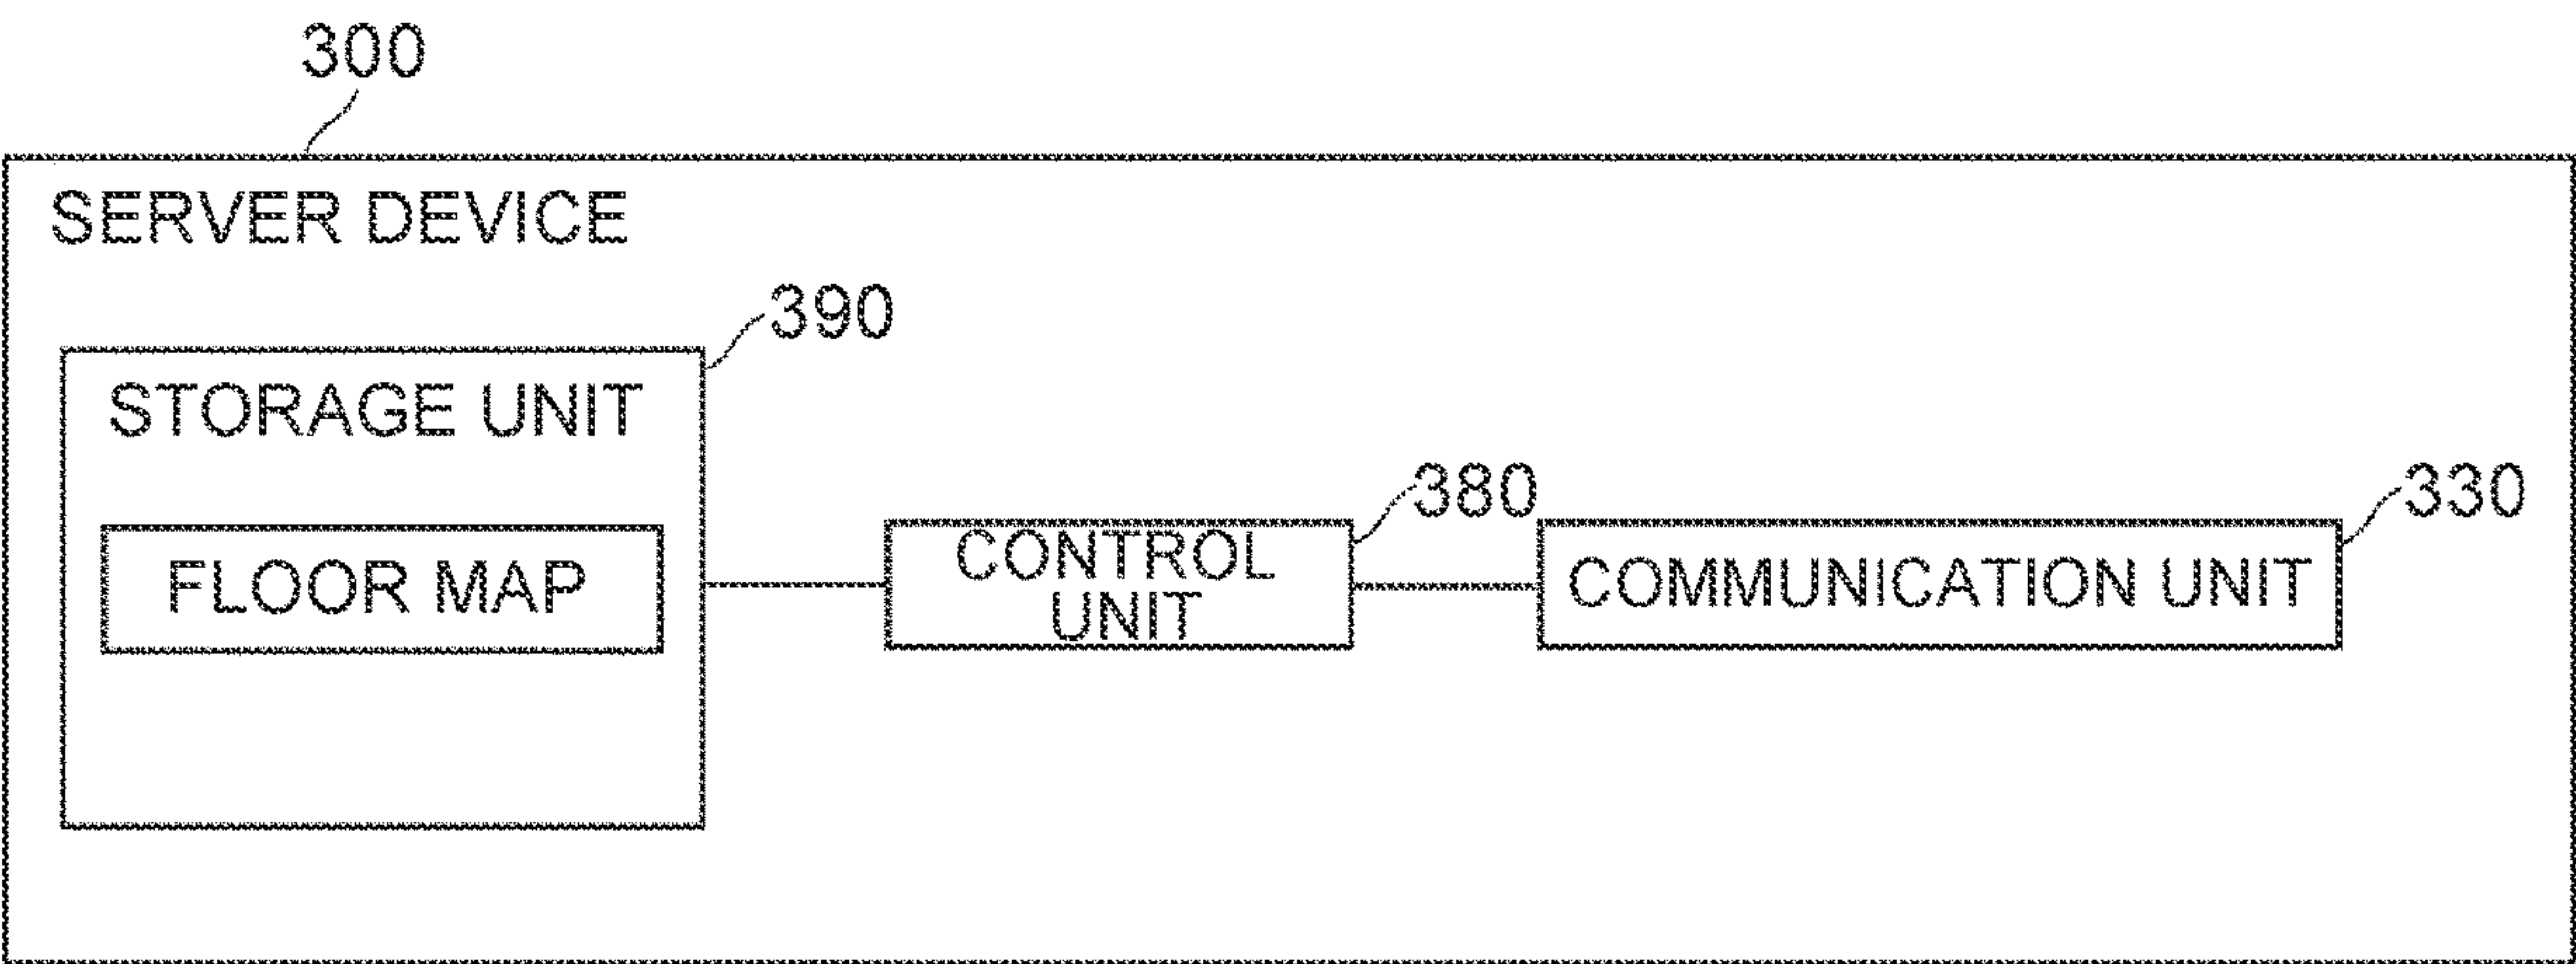 300
SERVER DEVICE
390
STORAGE UNIT
FLOOR MAP
380
CONTROL
UNIT
330
COMMUNICATION UNIT